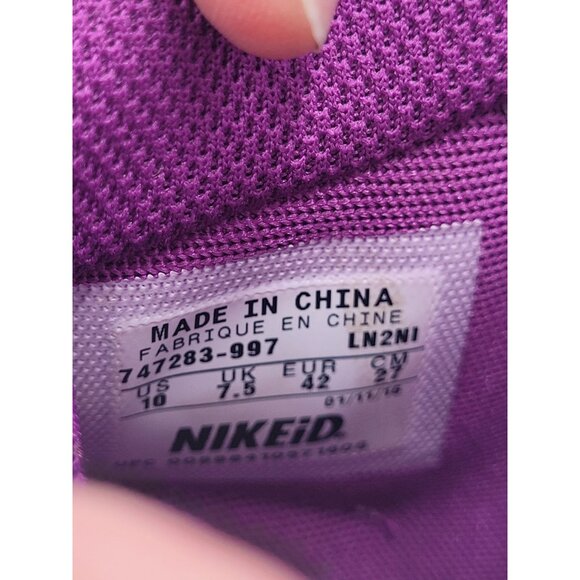 MADE IN CHINA
FABRIQUE EN CHINE
747283-997 LN2NI
US UK EUR CM
10 7.5 42 27
01/11/16
NIKEiD.